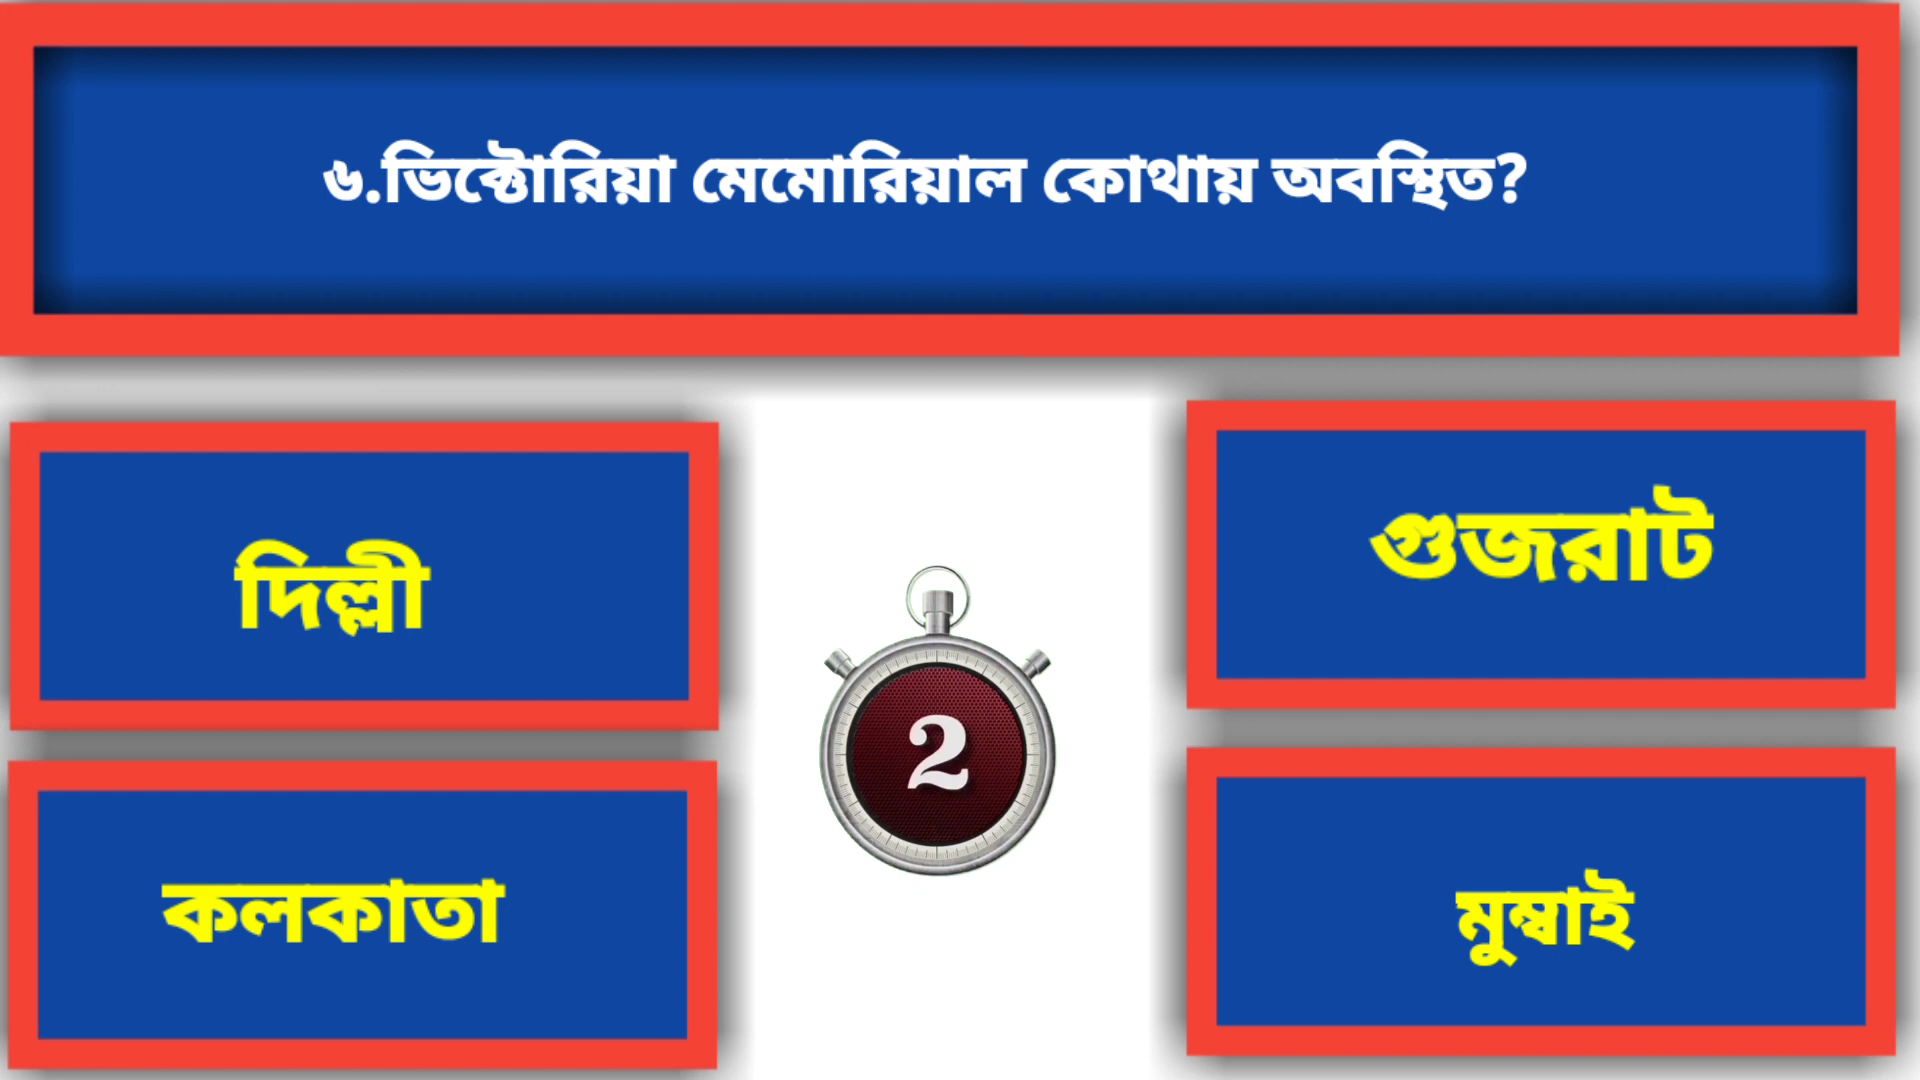 ৬.ভিক্টোরিয়া মেমোরিয়াল কোথায় অবস্থিত?
দিল্লী
গুজরাট
2
কলকাতা
মুম্বাই